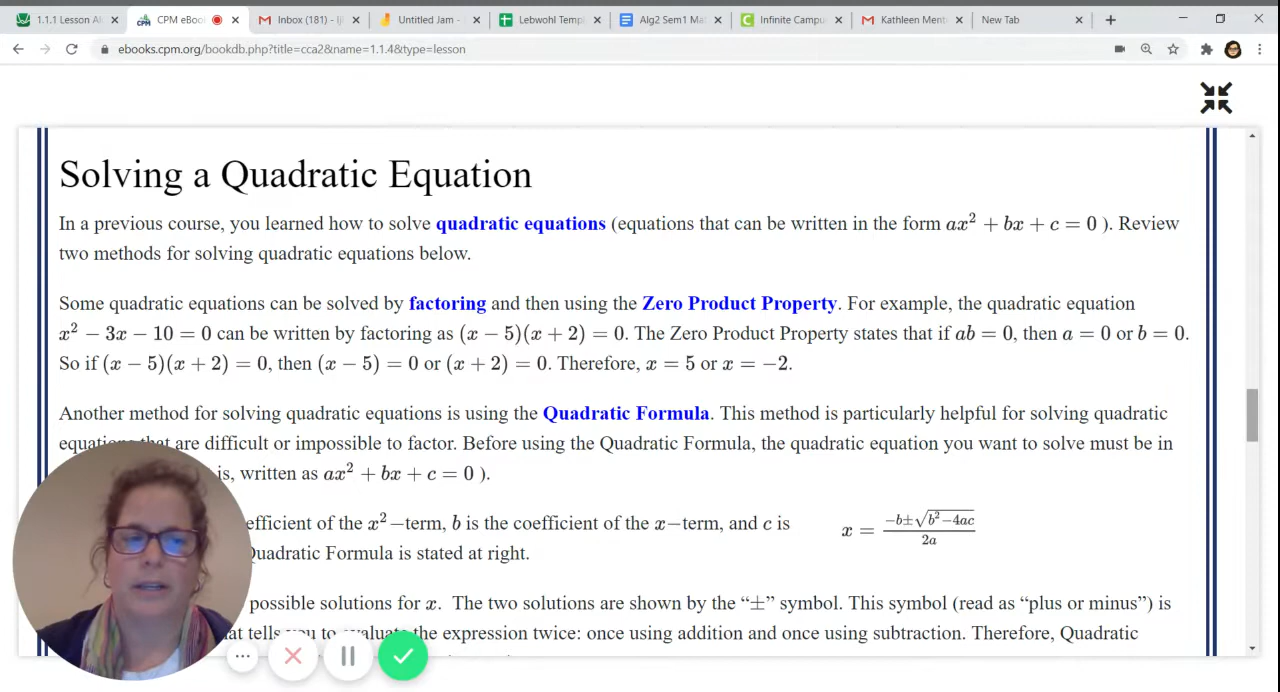 1.1.1 Lesson Al
CPM eBoo
Inbox (181) - lji
Untitled Jam -
Lebwohl Temp
Alg2 Sem1 Ma
Infinite Campu
Kathleen Ment
New Tab
ebooks.cpm.org/bookdb.php?title=cca2&name=1.1.4&type=lesson
Solving a Quadratic Equation
In a previous course, you learned how to solve quadratic equations (equations that can be written in the form ax² + bx + c = 0 ). Review
two methods for solving quadratic equations below.
Some quadratic equations can be solved by factoring and then using the Zero Product Property. For example, the quadratic equation
x² − 3x − 10 = 0 can be written by factoring as (x − 5)(x + 2) = 0. The Zero Product Property states that if ab = 0, then a = 0 or b = 0.
So if (x − 5)(x + 2) = 0, then (x − 5) = 0 or (x + 2) = 0. Therefore, x = 5 or x = −2.
Another method for solving quadratic equations is using the Quadratic Formula. This method is particularly helpful for solving quadratic
equations that are difficult or impossible to factor. Before using the Quadratic Formula, the quadratic equation you want to solve must be in
is, written as ax² + bx + c = 0 ).
efficient of the x²−term, b is the coefficient of the x−term, and c is
Quadratic Formula is stated at right.
x = (−b±√(b²−4ac))/2a
possible solutions for x. The two solutions are shown by the “±” symbol. This symbol (read as “plus or minus”) is
at tells you to evaluate the expression twice: once using addition and once using subtraction. Therefore, Quadratic